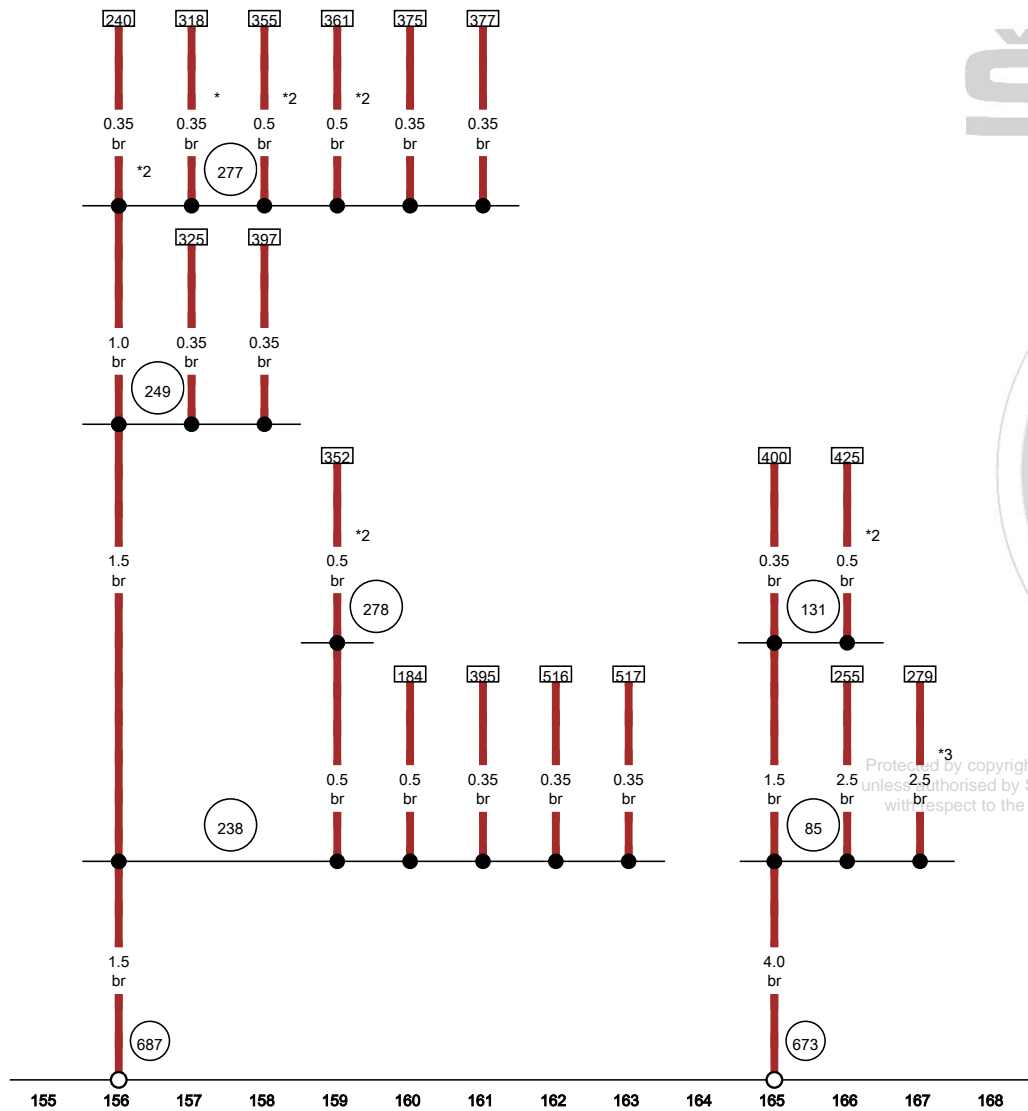 240 318 355 361 375 377
* *2 *2
0.35 0.35 0.5 0.5 0.35 0.35
br br br br br br
*2 277
325 397
1.0 0.35 0.35
br br br
249
352 400 425
*2 *2
1.5 0.5 0.35 0.5
br br br br
278 131
184 395 516 517 255 279
*3
Protected by copyright
0.5 0.5 0.35 0.35 0.35 1.5 2.5 2.5
unless authorised by
br br br br br br br br
with respect to the
238 85
1.5 4.0
br br
687 673
155 156 157 158 159 160 161 162 163 164 165 166 167 168